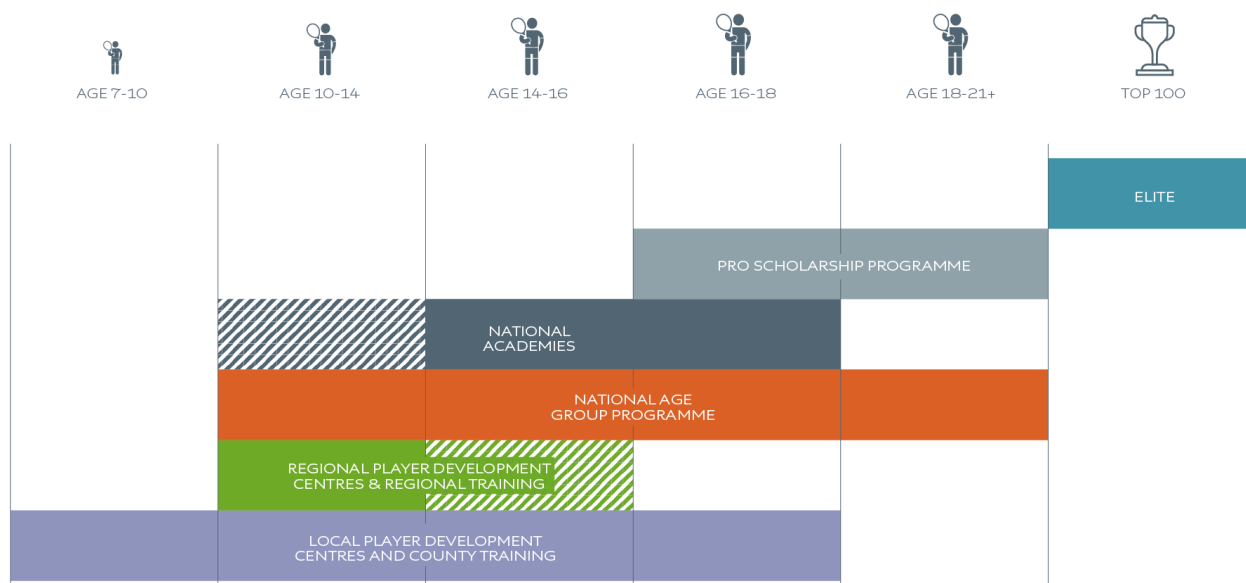 AGE 7-10
AGE 10-14
AGE 14-16
AGE 16-18
AGE 18-21+
TOP 100
ELITE
PRO SCHOLARSHIP PROGRAMME
NATIONAL
ACADEMIES
NATIONAL AGE
GROUP PROGRAMME
REGIONAL PLAYER DEVELOPMENT
CENTRES & REGIONAL TRAINING
LOCAL PLAYER DEVELOPMENT
CENTRES AND COUNTY TRAINING